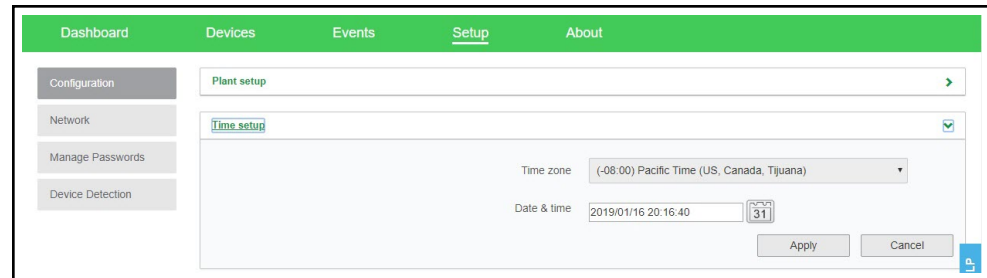 Dashboard Devices Events Setup About
Configuration
Network
Manage Passwords
Device Detection
Plant setup
Time setup
Time zone (-08:00) Pacific Time (US, Canada, Tijuana)
Date & time 2019/01/16 20:16:40 31
Apply Cancel
LP